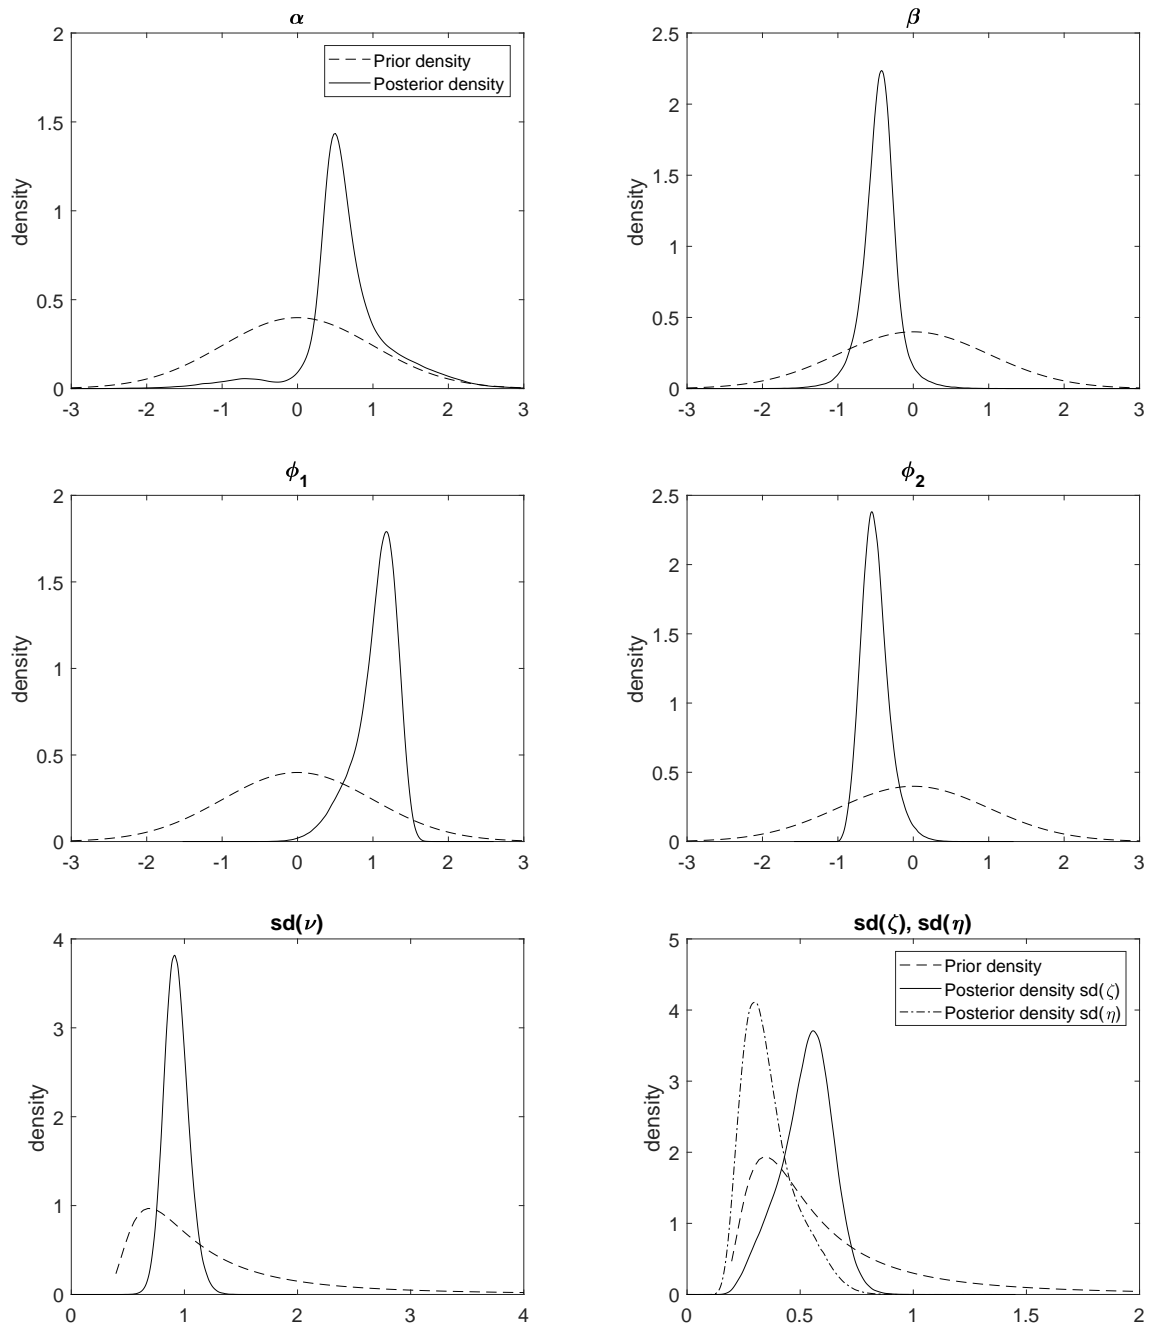 α
2
1.5
1
0.5
0
density
-3 -2 -1 0 1 2 3
Prior density
Posterior density
β
2.5
2
1.5
1
0.5
0
density
-3 -2 -1 0 1 2 3
ϕ1
2
1.5
1
0.5
0
density
-3 -2 -1 0 1 2 3
ϕ2
2.5
2
1.5
1
0.5
0
density
-3 -2 -1 0 1 2 3
sd(ν)
4
3
2
1
0
density
0 1 2 3 4
sd(ζ), sd(η)
5
4
3
2
1
0
density
0 0.5 1 1.5 2
Prior density
Posterior density sd(ζ)
Posterior density sd(η)